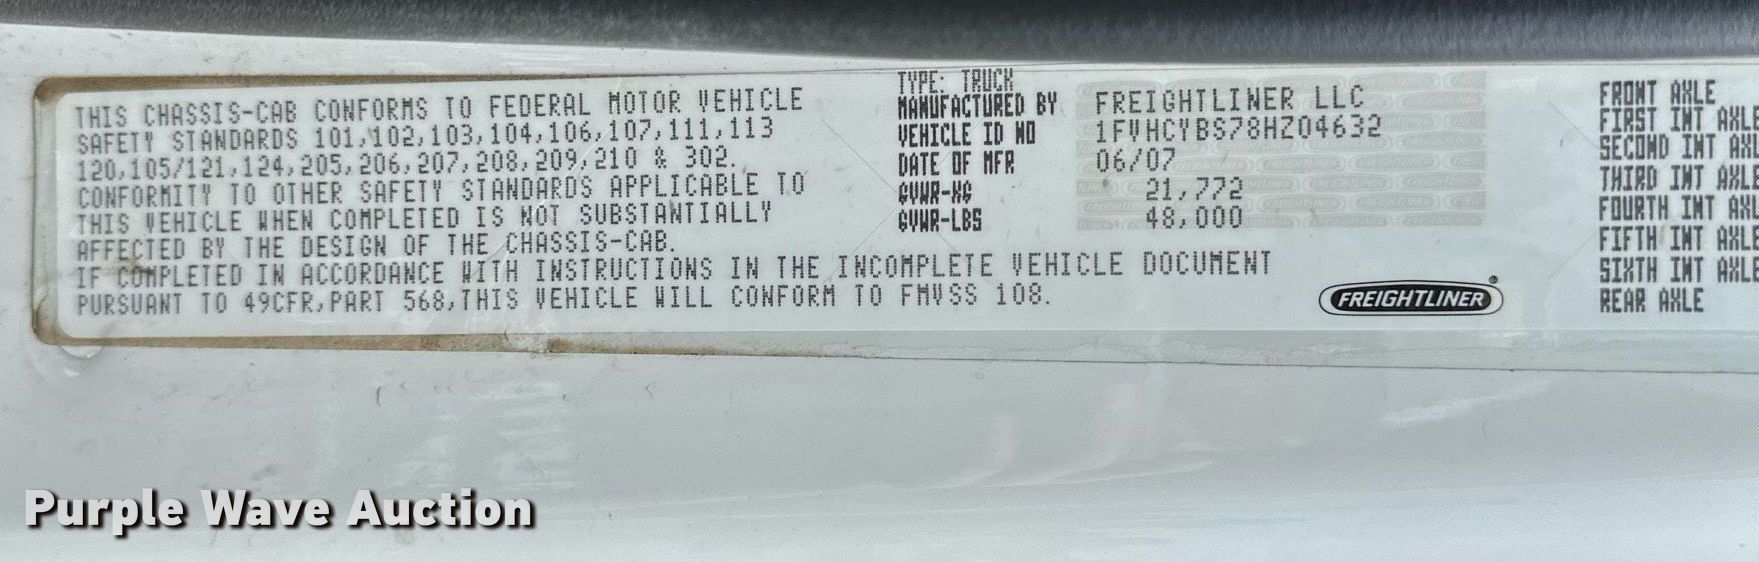 THIS CHASSIS-CAB CONFORMS TO FEDERAL MOTOR VEHICLE
SAFETY STANDARDS 101,102,103,104,106,107,111,113
120,105/121,124,205,206,207,208,209,210 & 302.
CONFORMITY TO OTHER SAFETY STANDARDS APPLICABLE TO
THIS VEHICLE WHEN COMPLETED IS NOT SUBSTANTIALLY
AFFECTED BY THE DESIGN OF THE CHASSIS-CAB.
IF COMPLETED IN ACCORDANCE WITH INSTRUCTIONS IN THE INCOMPLETE VEHICLE DOCUMENT
PURSUANT TO 49CFR,PART 568,THIS VEHICLE WILL CONFORM TO FMVSS 108.
TYPE: TRUCK
MANUFACTURED BY FREIGHTLINER LLC
VEHICLE ID NO 1FVHCYBS78HZ04632
DATE OF MFR 06/07
GVWR-KG 21,772
GVWR-LBS 48,000
FREIGHTLINER®
FRONT AXLE
FIRST INT AXLE
SECOND INT AXL
THIRD INT AXLE
FOURTH INT AXL
FIFTH INT AXLE
SIXTH INT AXLE
REAR AXLE
Purple Wave Auction